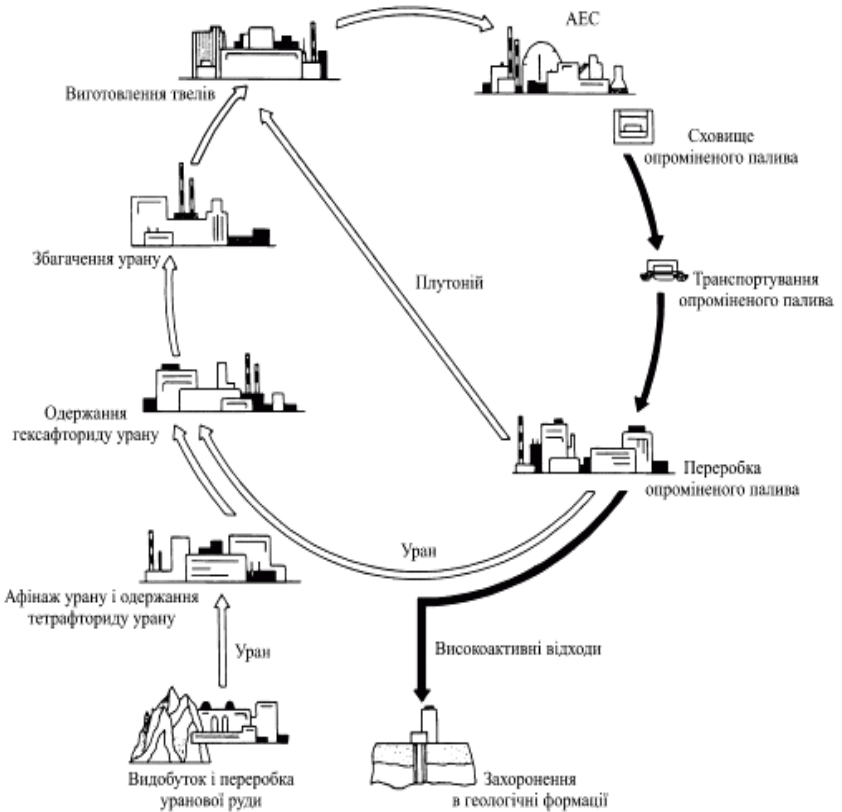 АЕС
Виготовлення твелів
Сховище
опроміненого палива
Збагачення урану
Плутоній
Транспортування
опроміненого палива
Одержання
гексафториду урану
Переробка
опроміненого палива
Уран
Афінаж урану і одержання
тетрафториду урану
Уран
Високоактивні відходи
Видобуток і переробка
уранової руди
Захоронення
в геологічні формації